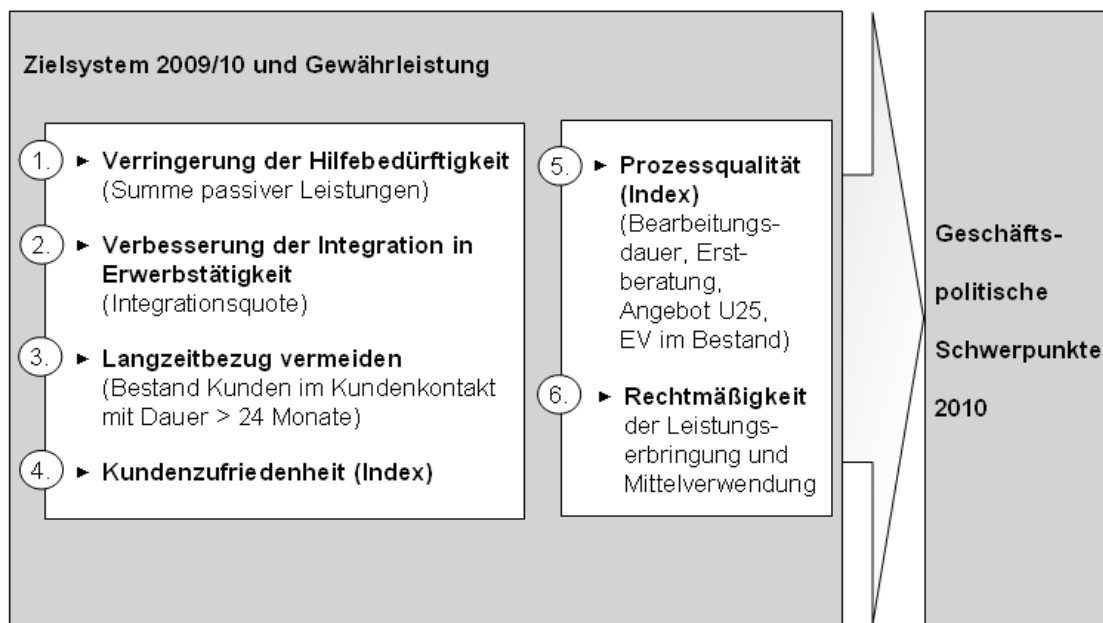 Zielsystem 2009/10 und Gewährleistung
1. ► Verringerung der Hilfebedürftigkeit
(Summe passiver Leistungen)
2. ► Verbesserung der Integration in
Erwerbstätigkeit
(Integrationsquote)
3. ► Langzeitbezug vermeiden
(Bestand Kunden im Kundenkontakt
mit Dauer > 24 Monate)
4. ► Kundenzufriedenheit (Index)
5. ► Prozessqualität
(Index)
(Bearbeitungs-
dauer, Erst-
beratung,
Angebot U25,
EV im Bestand)
6. ► Rechtmäßigkeit
der Leistungs-
erbringung und
Mittelverwendung
Geschäfts-
politische
Schwerpunkte
2010